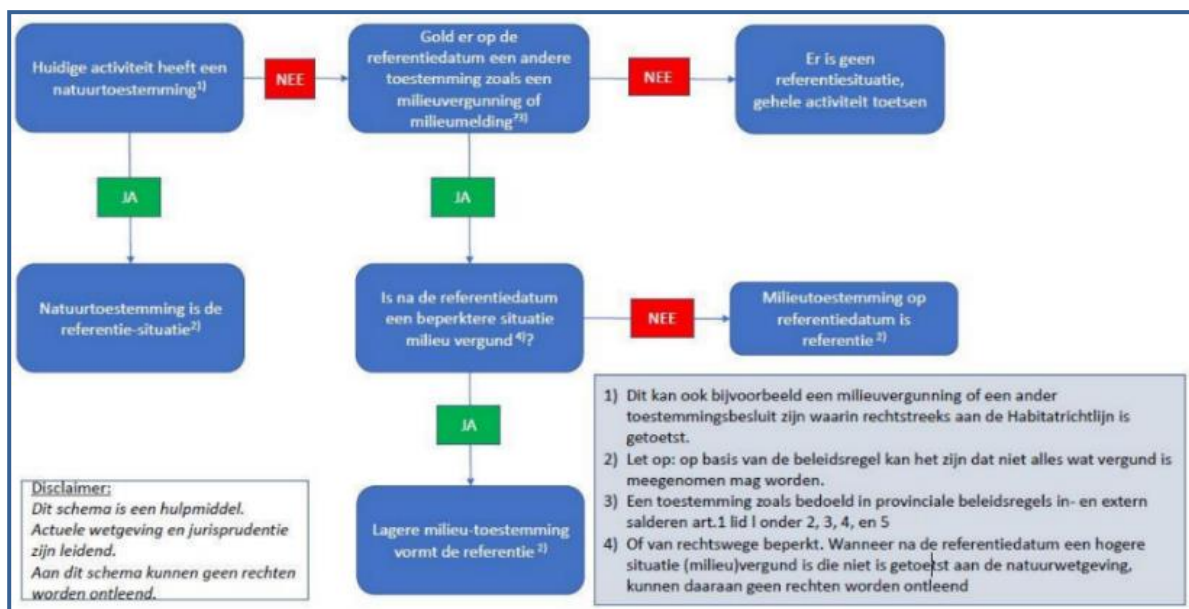 Huidige activiteit heeft een
natuurtoestemming1)
NEE
Gold er op de
referentiedatum een andere
toestemming zoals een
milieuvergunning of
milieumelding?3)
NEE
Er is geen
referentiesituatie,
gehele activiteit toetsen
JA
JA
Natuurtoestemming is de
referentie-situatie2)
Is na de referentiedatum
een beperktere situatie
milieu vergund 4)?
NEE
Milieutoestemming op
referentiedatum is
referentie 2)
JA
Lagere milieu-toestemming
vormt de referentie 2)
Disclaimer:
Dit schema is een hulpmiddel.
Actuele wetgeving en jurisprudentie
zijn leidend.
Aan dit schema kunnen geen rechten
worden ontleend.
1) Dit kan ook bijvoorbeeld een milieuvergunning of een ander
toestemmingsbesluit zijn waarin rechtstreeks aan de Habitatrichtlijn is
getoetst.
2) Let op: op basis van de beleidsregel kan het zijn dat niet alles wat vergund is
meegenomen mag worden.
3) Een toestemming zoals bedoeld in provinciale beleidsregels in- en extern
salderen art.1 lid l onder 2, 3, 4, en 5
4) Of van rechtswege beperkt. Wanneer na de referentiedatum een hogere
situatie (milieu)vergund is die niet is getoetst aan de natuurwetgeving,
kunnen daaraan geen rechten worden ontleend